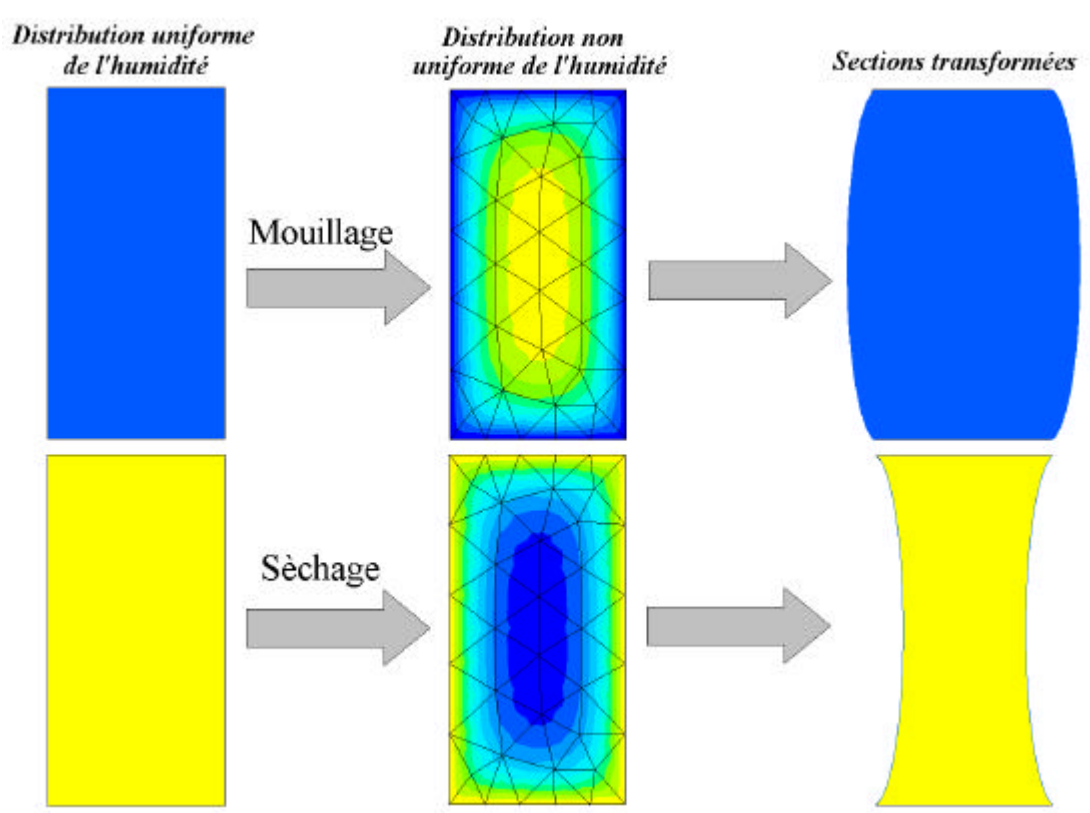 Distribution uniforme
de l'humidité
Distribution non
uniforme de l'humidité
Sections transformées
Mouillage
Sèchage